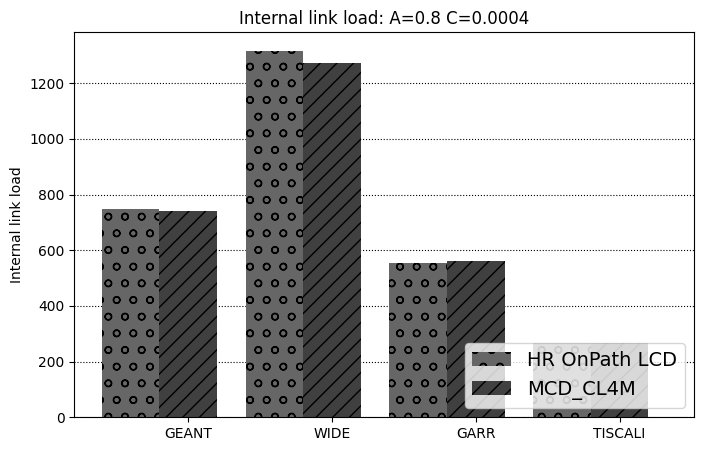 Internal link load: A=0.8 C=0.0004
Internal link load
1200
1000
800
600
400
200
0
GEANT
WIDE
GARR
TISCALI
HR OnPath LCD
MCD_CL4M